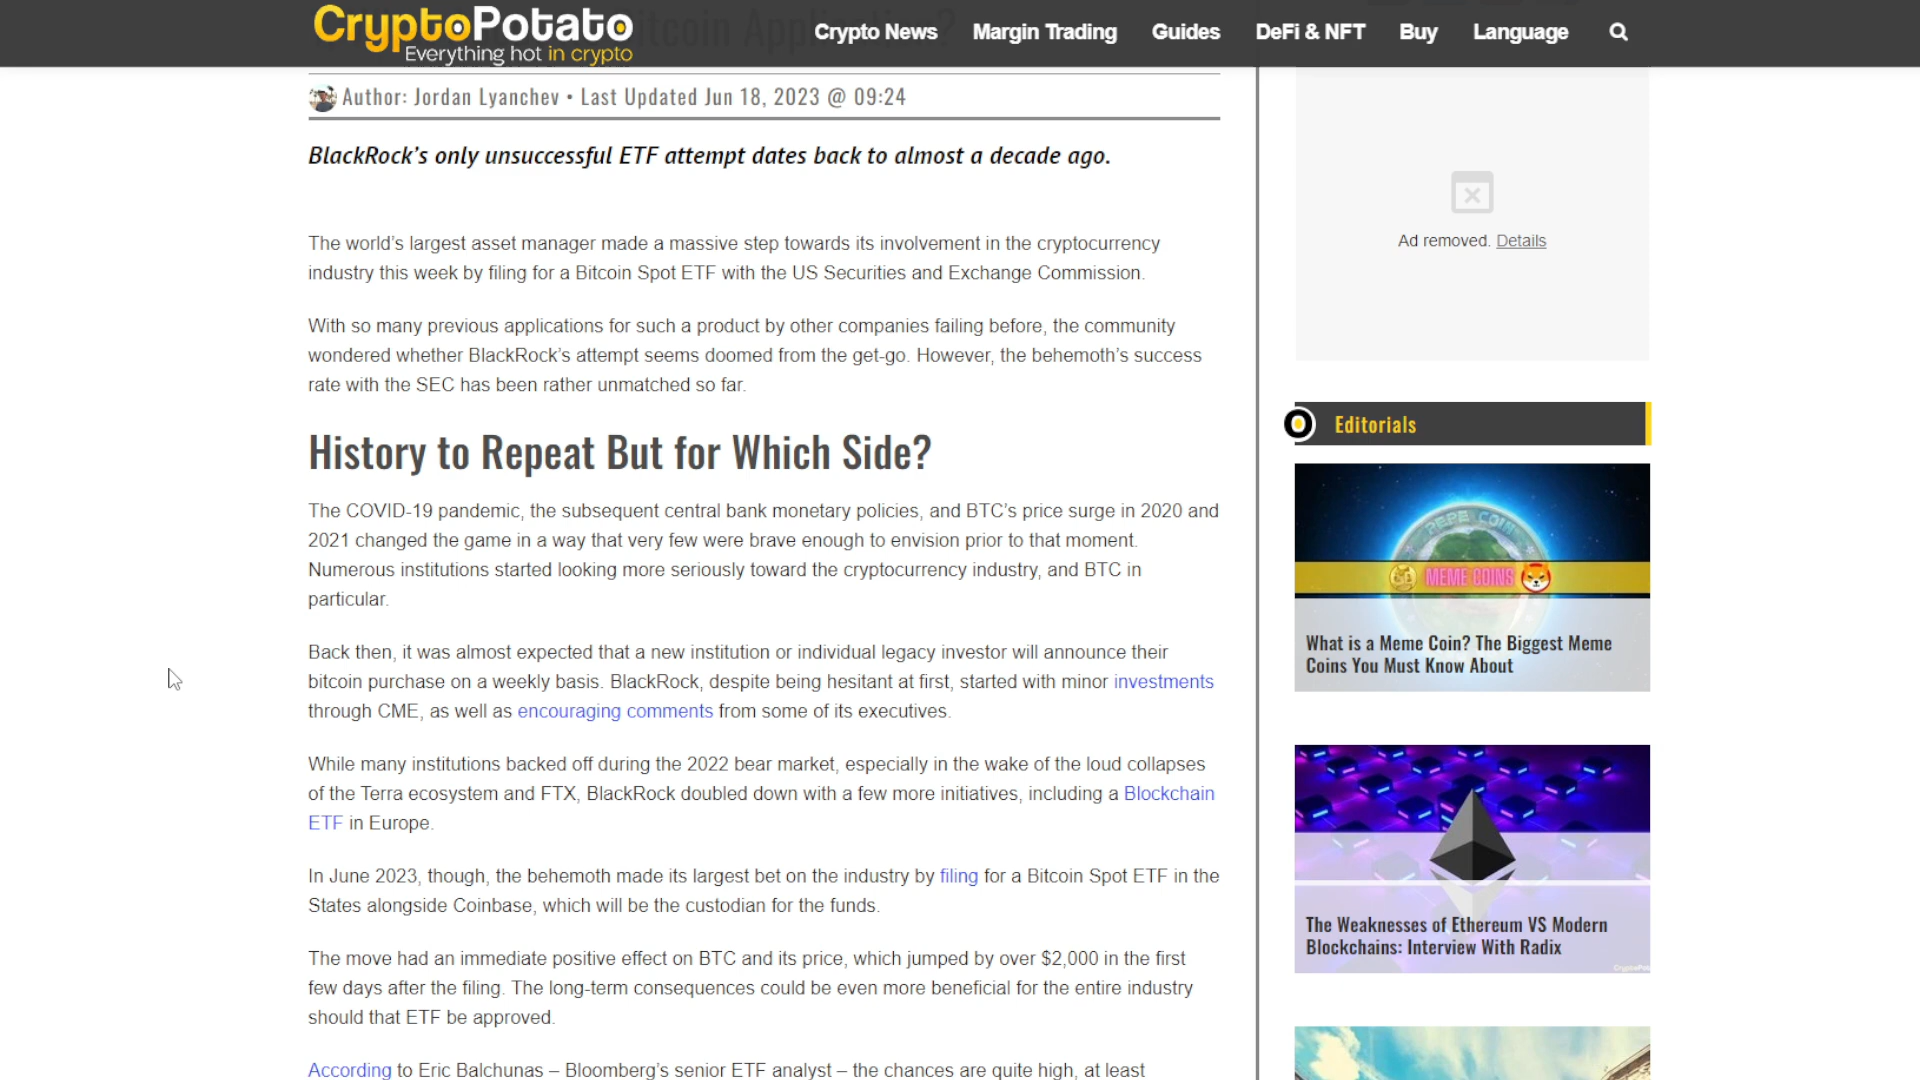 CryptoPotato
Everything hot in crypto
itcoin Application?
Crypto News
Margin Trading
Guides
DeFi & NFT
Buy
Language
Author: Jordan Lyanchev • Last Updated Jun 18, 2023 @ 09:24
BlackRock’s only unsuccessful ETF attempt dates back to almost a decade ago.
The world’s largest asset manager made a massive step towards its involvement in the cryptocurrency
industry this week by filing for a Bitcoin Spot ETF with the US Securities and Exchange Commission.
With so many previous applications for such a product by other companies failing before, the community
wondered whether BlackRock’s attempt seems doomed from the get-go. However, the behemoth’s success
rate with the SEC has been rather unmatched so far.
History to Repeat But for Which Side?
The COVID-19 pandemic, the subsequent central bank monetary policies, and BTC’s price surge in 2020 and
2021 changed the game in a way that very few were brave enough to envision prior to that moment.
Numerous institutions started looking more seriously toward the cryptocurrency industry, and BTC in
particular.
Back then, it was almost expected that a new institution or individual legacy investor will announce their
bitcoin purchase on a weekly basis. BlackRock, despite being hesitant at first, started with minor investments
through CME, as well as encouraging comments from some of its executives.
While many institutions backed off during the 2022 bear market, especially in the wake of the loud collapses
of the Terra ecosystem and FTX, BlackRock doubled down with a few more initiatives, including a Blockchain
ETF in Europe.
In June 2023, though, the behemoth made its largest bet on the industry by filing for a Bitcoin Spot ETF in the
States alongside Coinbase, which will be the custodian for the funds.
The move had an immediate positive effect on BTC and its price, which jumped by over $2,000 in the first
few days after the filing. The long-term consequences could be even more beneficial for the entire industry
should that ETF be approved.
According to Eric Balchunas – Bloomberg’s senior ETF analyst – the chances are quite high, at least
Ad removed. Details
Editorials
PEPE COIN
MEME COINS
What is a Meme Coin? The Biggest Meme
Coins You Must Know About
The Weaknesses of Ethereum VS Modern
Blockchains: Interview With Radix